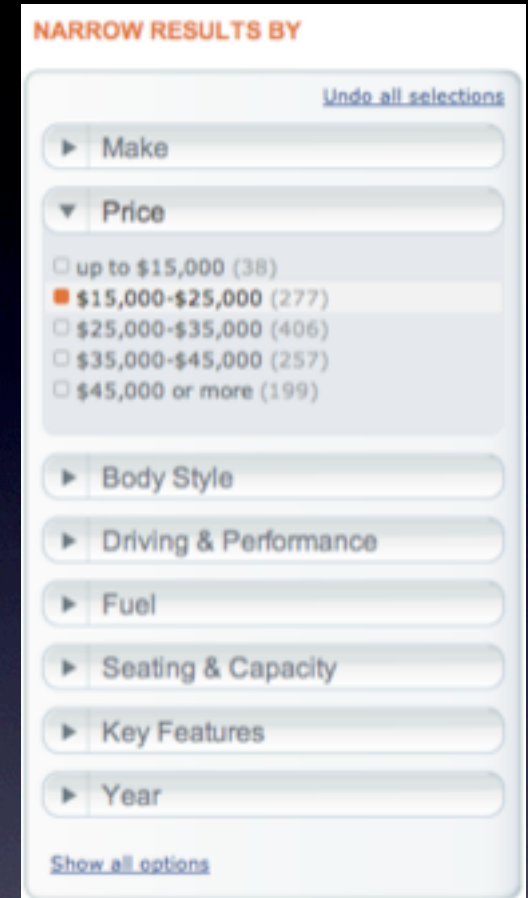 NARROW RESULTS BY
Undo all selections
Make
Price
up to $15,000 (38)
$15,000-$25,000 (277)
$25,000-$35,000 (406)
$35,000-$45,000 (257)
$45,000 or more (199)
Body Style
Driving & Performance
Fuel
Seating & Capacity
Key Features
Year
Show all options